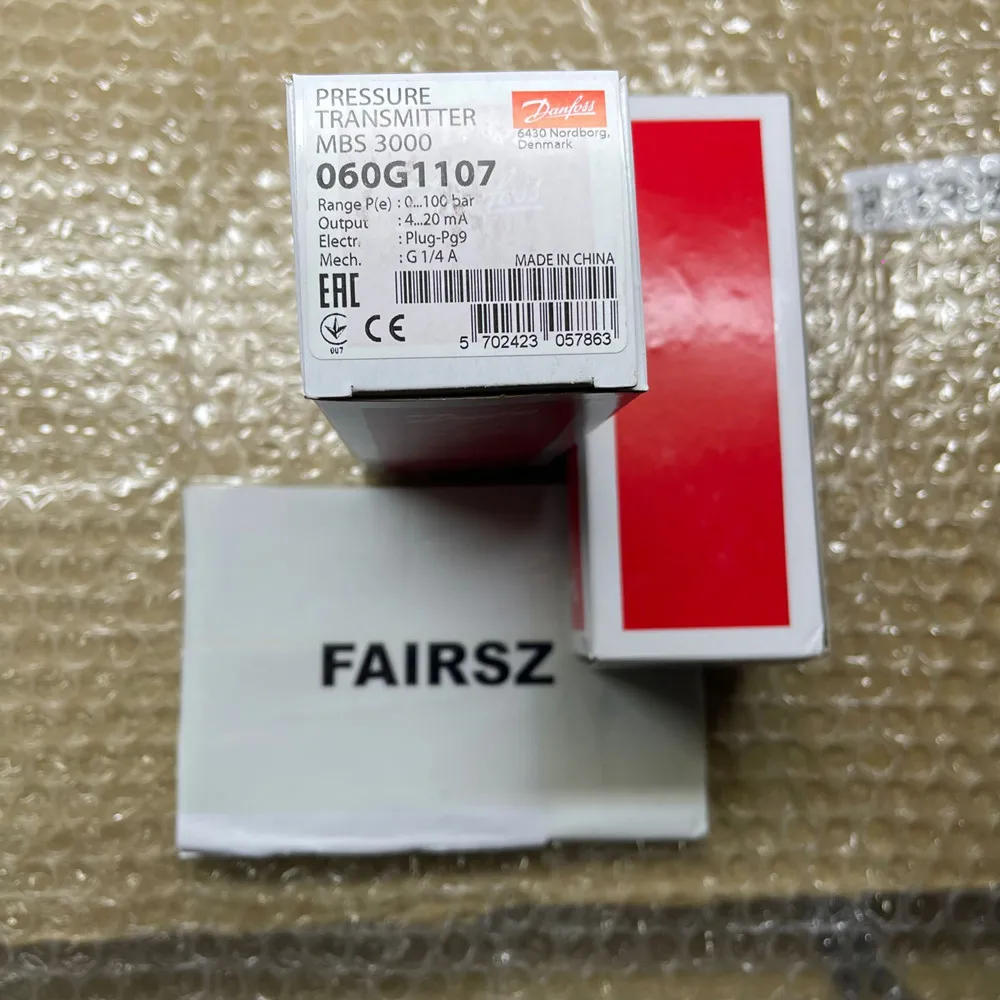 PRESSURE
TRANSMITTER
MBS 3000
060G1107
Danfoss
6430 Nordborg,
Denmark
Range P(e) : 0...100 bar
Output : 4...20 mA
Electr. : Plug-Pg9
Mech. : G 1/4 A
MADE IN CHINA
EAC
007
CE
5 702423 057863
FAIRSZ